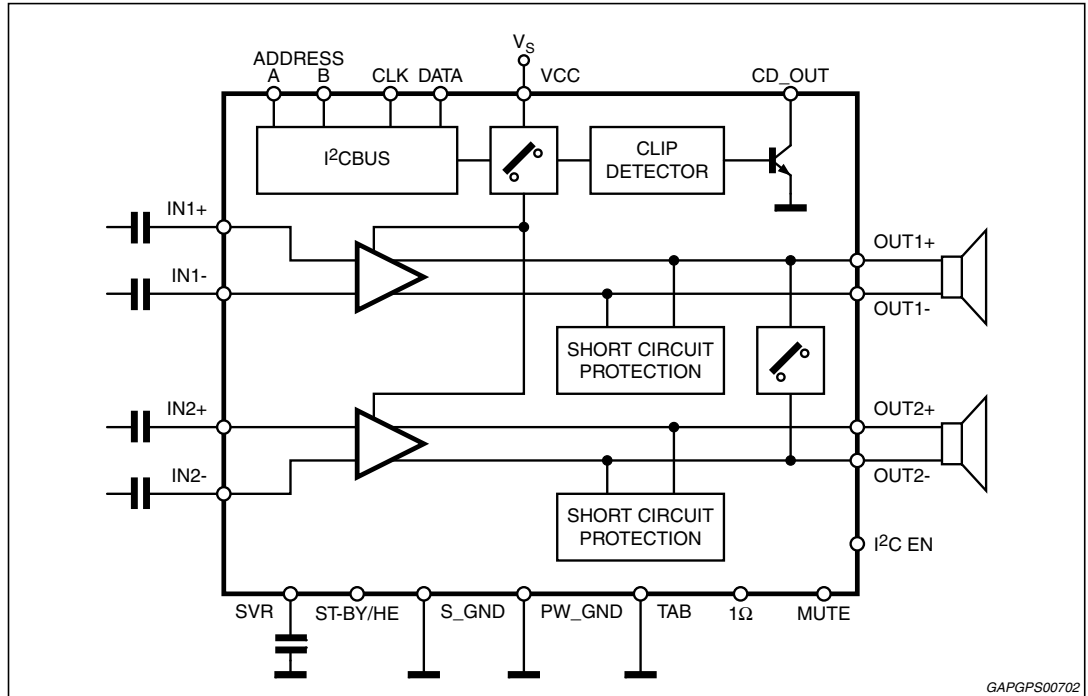 V_S
ADDRESS
A B CLK DATA VCC CD_OUT
I²CBUS
CLIP
DETECTOR
IN1+
OUT1+
IN1-
OUT1-
SHORT CIRCUIT
PROTECTION
IN2+
OUT2+
IN2-
OUT2-
SHORT CIRCUIT
PROTECTION
I²C EN
SVR ST-BY/HE S_GND PW_GND TAB 1Ω MUTE
GAPGPS00702